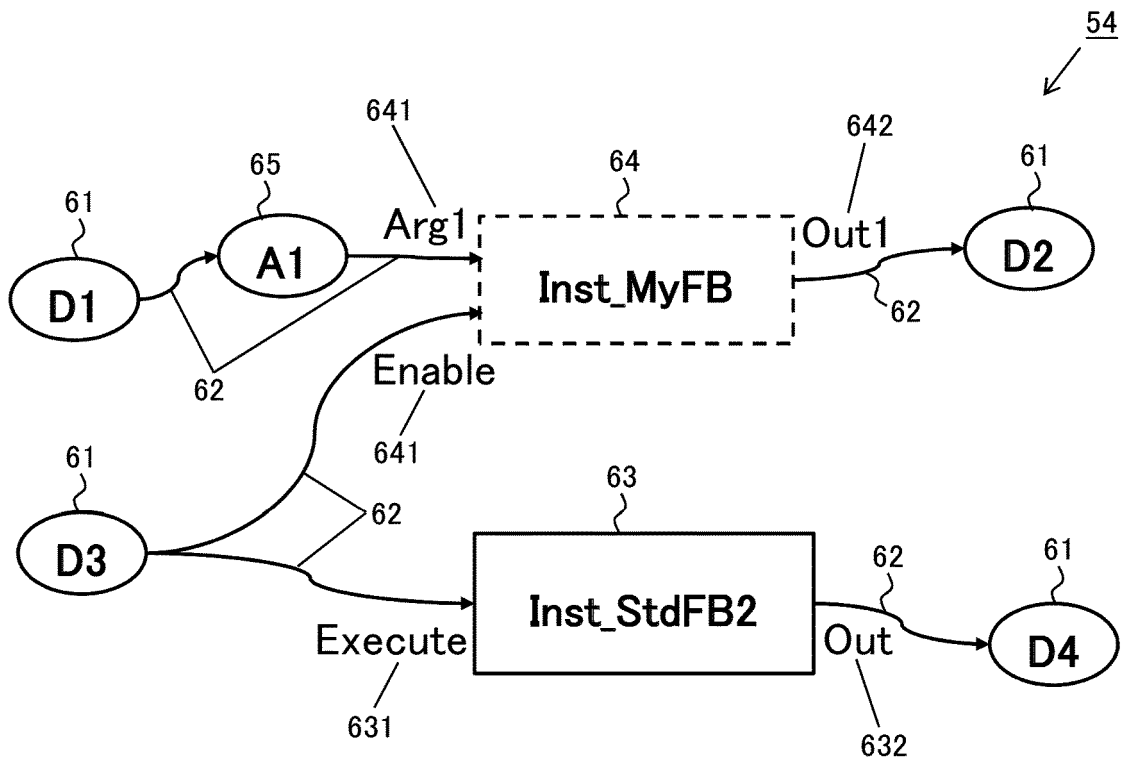 54
641
642
65
64
61
61
Arg1
Out1
A1
D2
Inst_MyFB
D1
62
62
Enable
641
61
63
62
62
61
D3
Inst_StdFB2
Execute
Out
D4
631
632